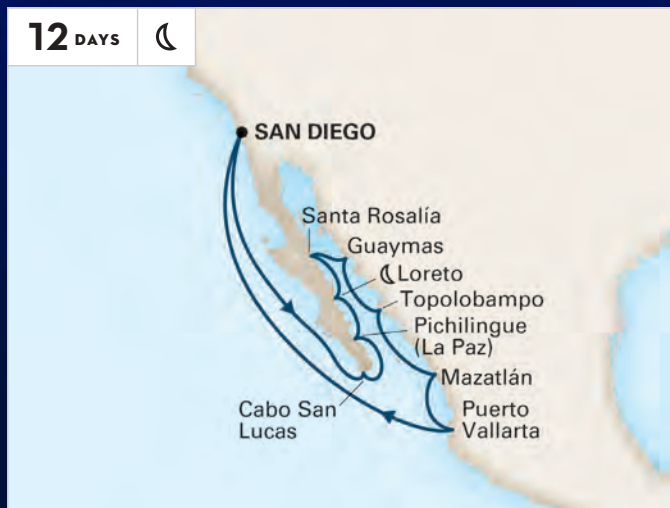 12 DAYS
SAN DIEGO
Santa Rosalía
Guaymas
Loreto
Topolobampo
Pichilingue
(La Paz)
Mazatlán
Cabo San
Lucas
Puerto
Vallarta